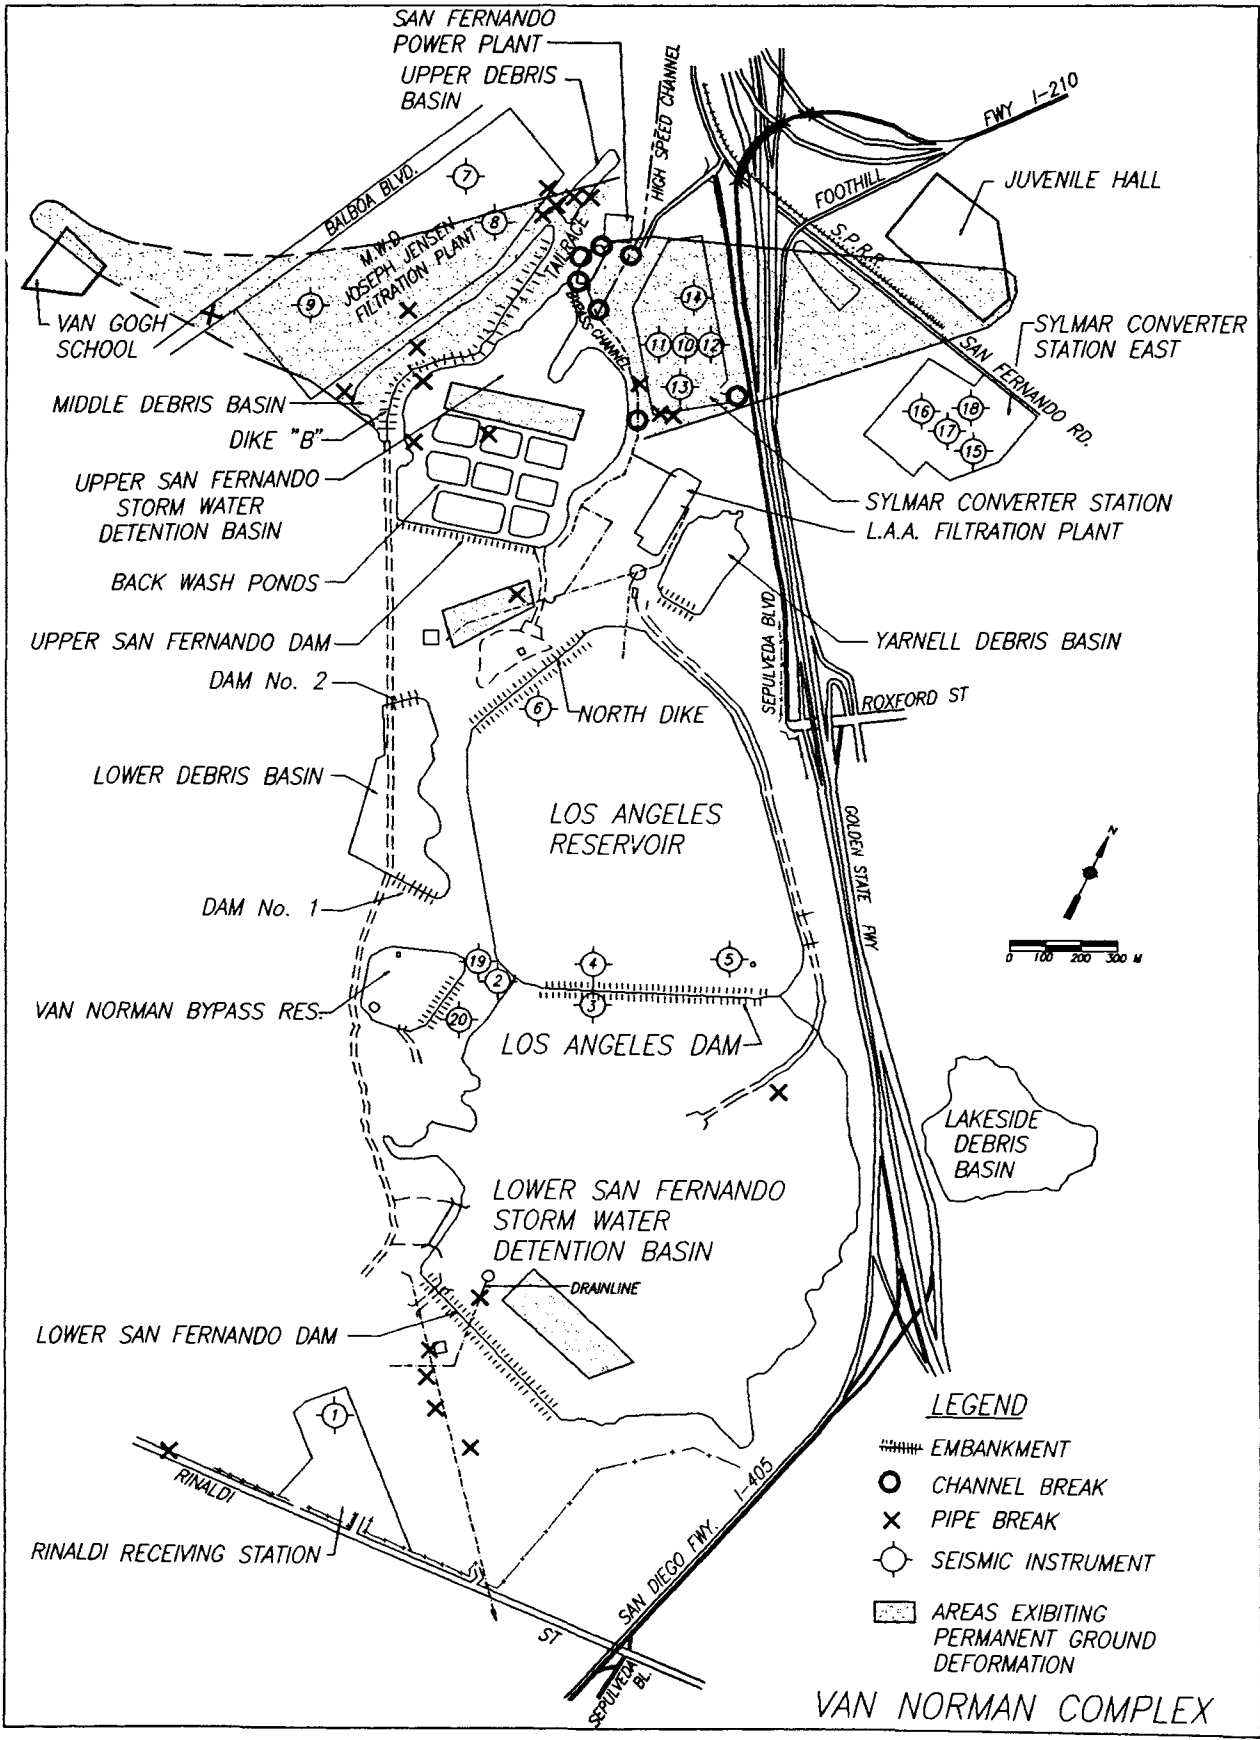 SAN FERNANDO
POWER PLANT
UPPER DEBRIS
BASIN
HIGH SPEED CHANNEL
FWY I-210
JUVENILE HALL
FOOTHILL
S.P.R.R.
BALBOA BLVD.
7
8
9
M.W.D.
JOSEPH JENSEN
FILTRATION PLANT
TAILRACE
BYPASS CHANNEL
14
11
10
12
13
VAN GOGH
SCHOOL
SYLMAR CONVERTER
STATION EAST
SAN FERNANDO RD.
16
18
17
15
MIDDLE DEBRIS BASIN
DIKE "B"
UPPER SAN FERNANDO
STORM WATER
DETENTION BASIN
SYLMAR CONVERTER STATION
L.A.A. FILTRATION PLANT
BACK WASH PONDS
UPPER SAN FERNANDO DAM
YARNELL DEBRIS BASIN
SEPULVEDA BLVD.
DAM No. 2
ROXFORD ST
6
NORTH DIKE
LOWER DEBRIS BASIN
LOS ANGELES
RESERVOIR
GOLDEN STATE FWY
N
0 100 200 300 M
DAM No. 1
19
2
4
5
3
20
VAN NORMAN BYPASS RES.
LOS ANGELES DAM
LAKESIDE
DEBRIS
BASIN
LOWER SAN FERNANDO
STORM WATER
DETENTION BASIN
DRAINLINE
LOWER SAN FERNANDO DAM
1
RINALDI
ST
RINALDI RECEIVING STATION
SAN DIEGO FWY. I-405
SEPULVEDA
BL.
LEGEND
EMBANKMENT
CHANNEL BREAK
PIPE BREAK
SEISMIC INSTRUMENT
AREAS EXIBITING
PERMANENT GROUND
DEFORMATION
VAN NORMAN COMPLEX